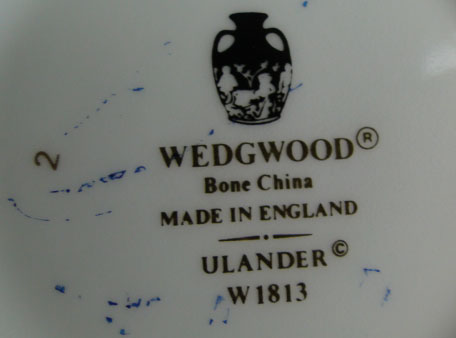 WEDGWOOD®
Bone China
MADE IN ENGLAND
ULANDER©
W1813
2